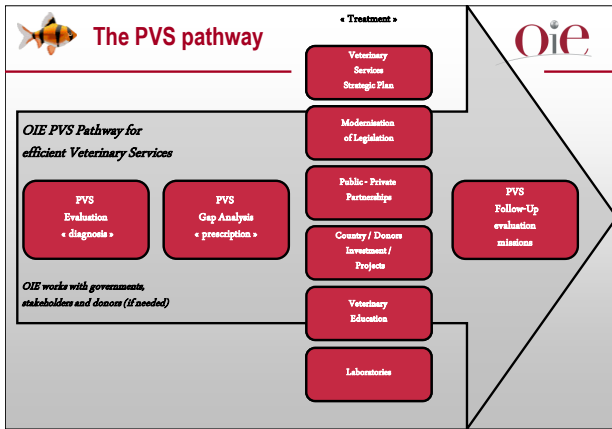 The PVS pathway
« Treatment »
OiE
Veterinary
Services
Strategic Plan
Modernisation
of Legislation
OIE PVS Pathway for
efficient Veterinary Services
PVS
Evaluation
« diagnosis »
PVS
Gap Analysis
« prescription »
Public - Private
Partnerships
Country / Donors
Investment /
Projects
PVS
Follow-Up
evaluation
missions
OIE works with governments,
stakeholders and donors (if needed)
Veterinary
Education
Laboratories